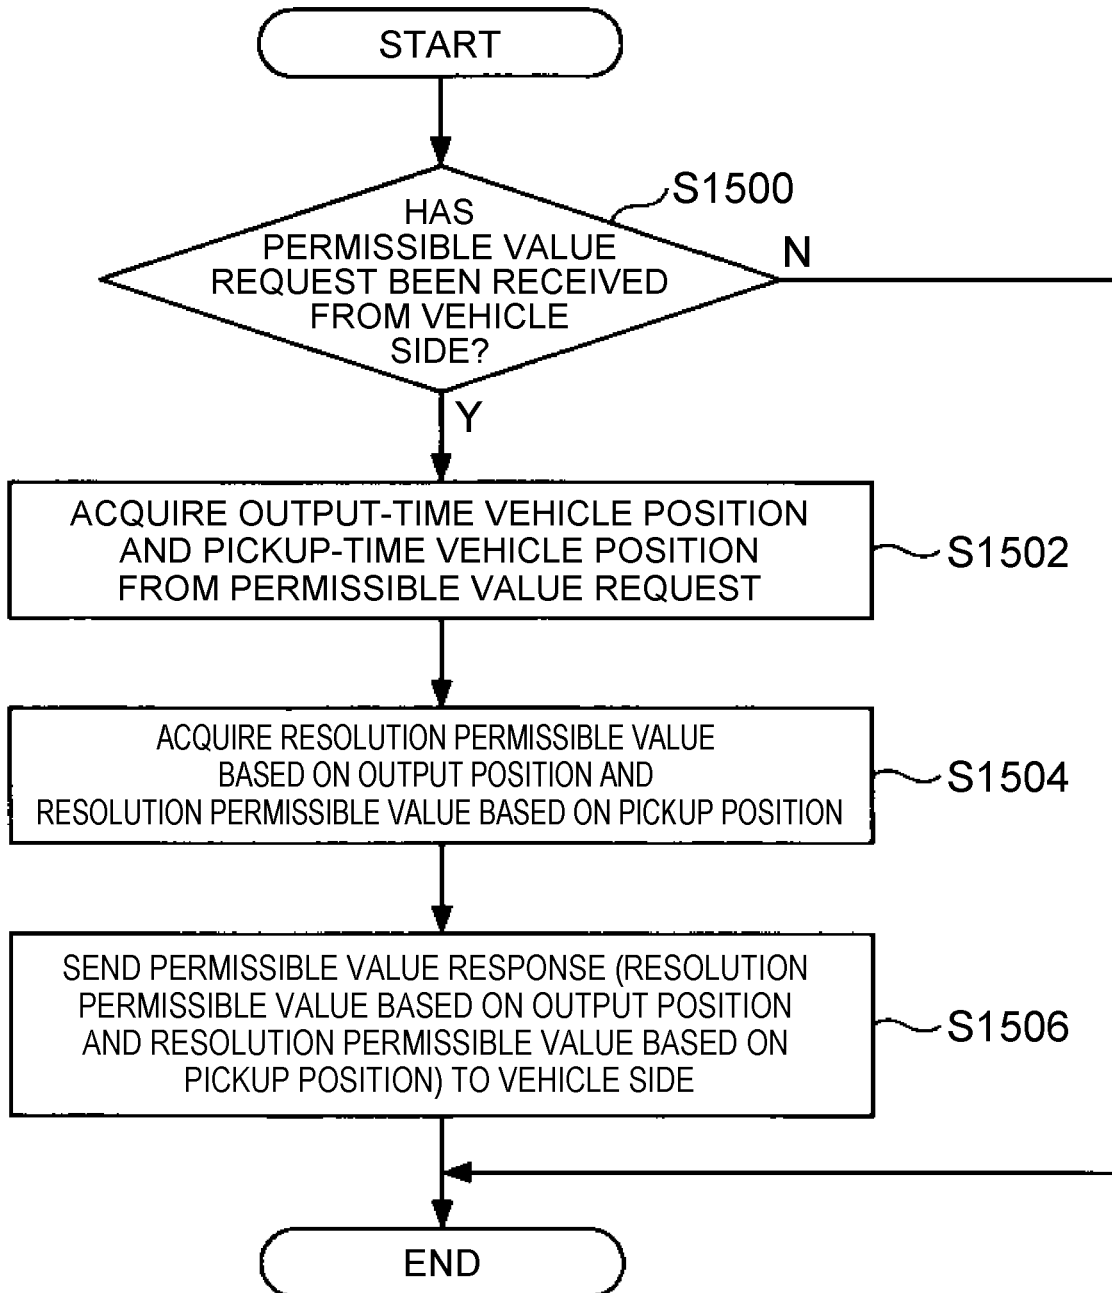 START
S1500
HAS
PERMISSIBLE VALUE
REQUEST BEEN RECEIVED
FROM VEHICLE
SIDE?
N
Y
ACQUIRE OUTPUT-TIME VEHICLE POSITION
AND PICKUP-TIME VEHICLE POSITION
FROM PERMISSIBLE VALUE REQUEST
S1502
ACQUIRE RESOLUTION PERMISSIBLE VALUE
BASED ON OUTPUT POSITION AND
RESOLUTION PERMISSIBLE VALUE BASED ON PICKUP POSITION
S1504
SEND PERMISSIBLE VALUE RESPONSE (RESOLUTION
PERMISSIBLE VALUE BASED ON OUTPUT POSITION
AND RESOLUTION PERMISSIBLE VALUE BASED ON
PICKUP POSITION) TO VEHICLE SIDE
S1506
END